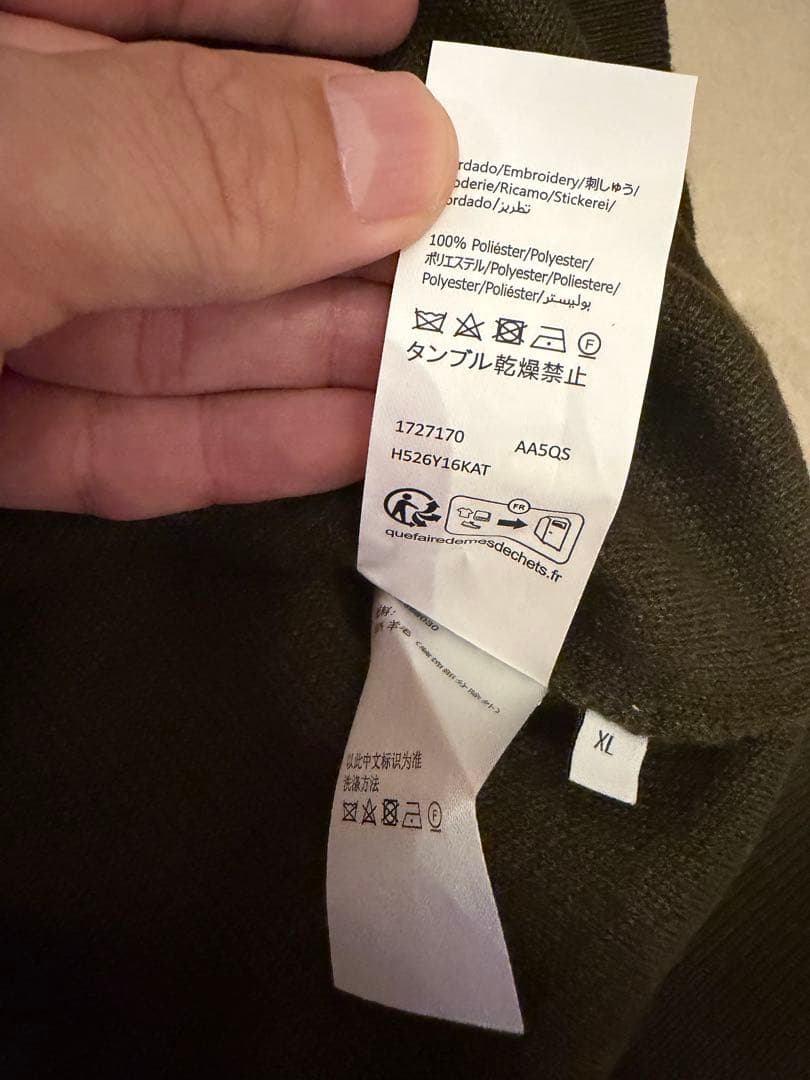 rdado/Embroidery/刺しゅう/
oderie/Ricamo/Stickerei/
ordado/تطريز
100% Poliéster/Polyester/
ポリエステル/Polyester/Poliestere/
Polyester/Poliéster/بوليستر
F
タンブル乾燥禁止
1727170 AA5QS
H526Y16KAT
FR
quefairedemesdechets.fr
以此中文标识为准
洗涤方法
F
XL